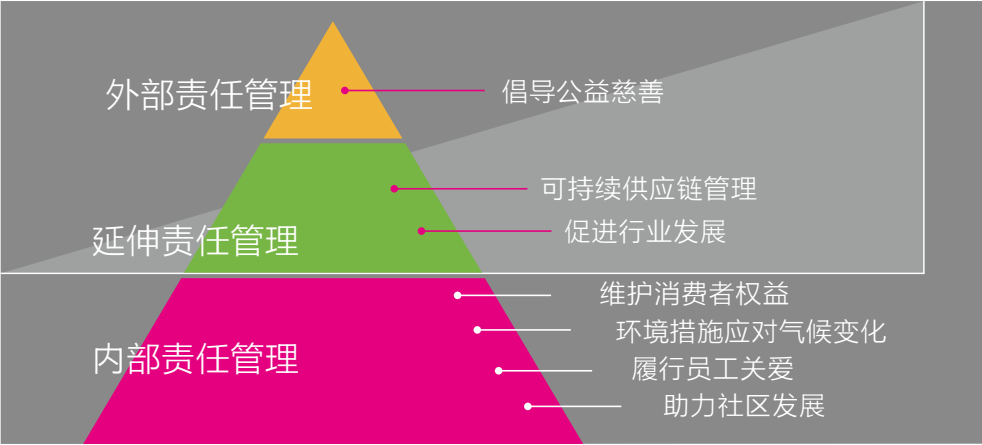 外部责任管理
倡导公益慈善
可持续供应链管理
延伸责任管理
促进行业发展
维护消费者权益
环境措施应对气候变化
内部责任管理
履行员工关爱
助力社区发展